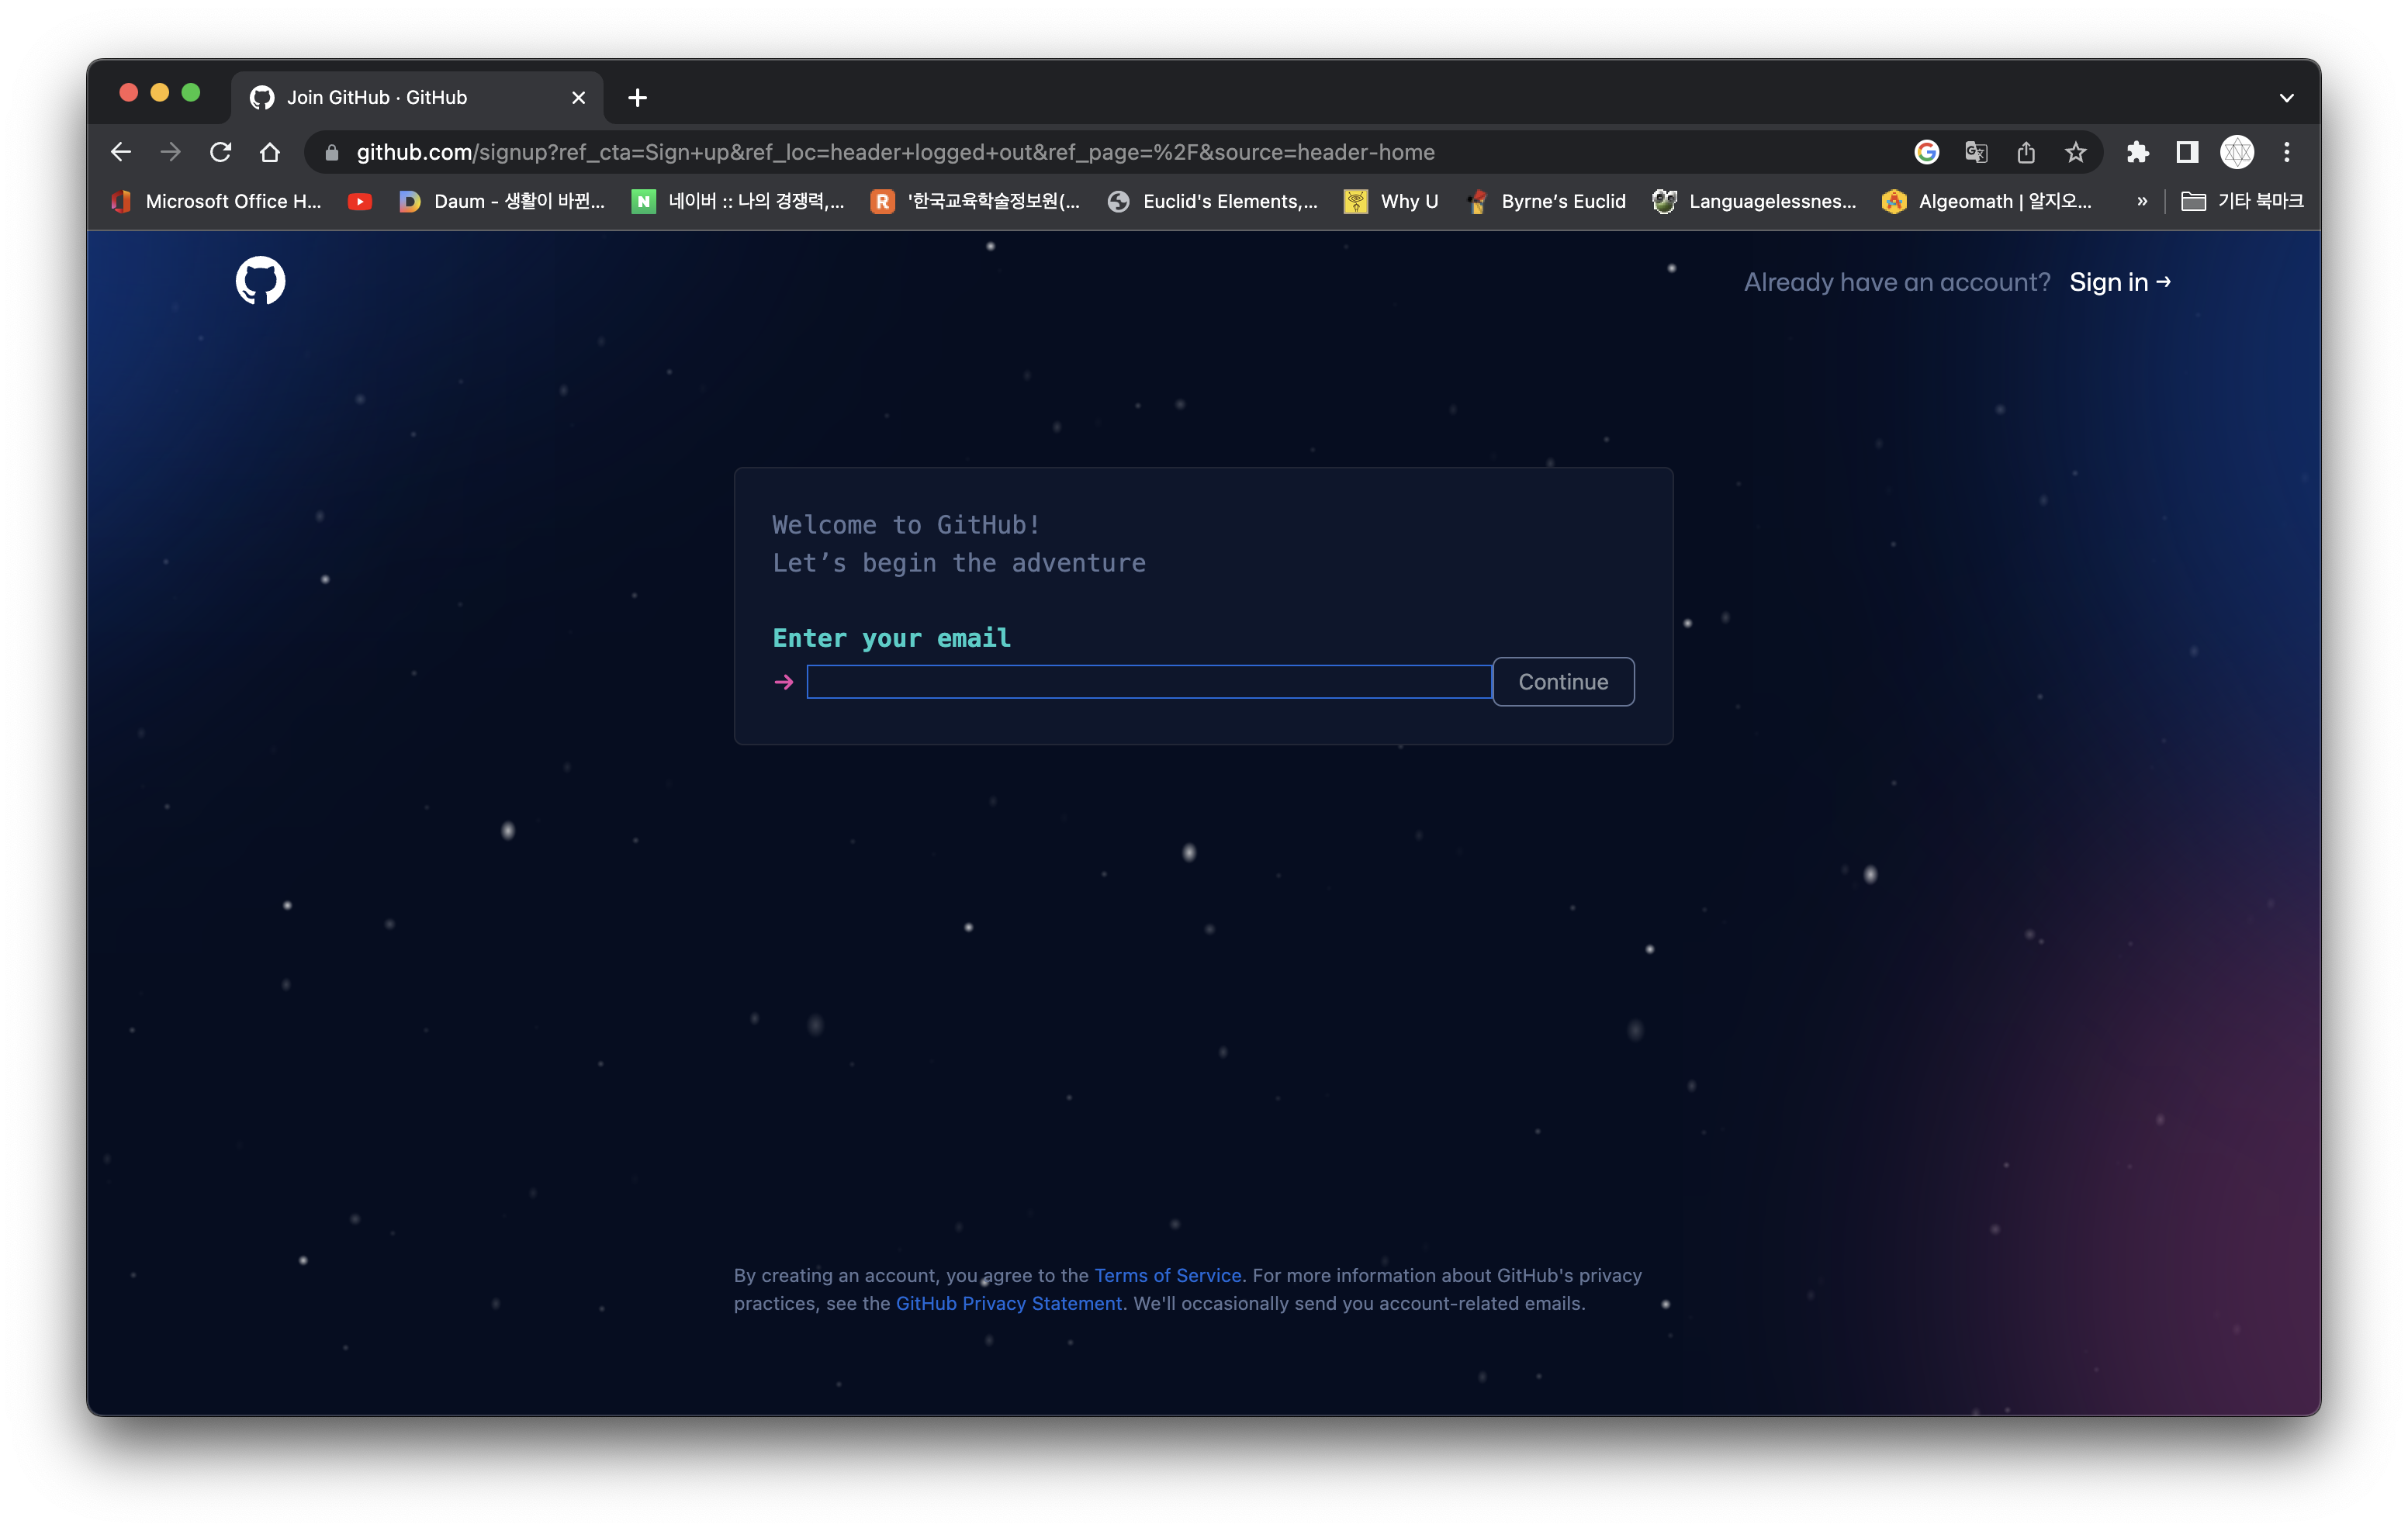 Join GitHub · GitHub
github.com/signup?ref_cta=Sign+up&ref_loc=header+logged+out&ref_page=%2F&source=header-home
Microsoft Office H...
Daum - 생활이 바뀐...
네이버 :: 나의 경쟁력,...
'한국교육학술정보원(...
Euclid's Elements,...
Why U
Byrne's Euclid
Languagelessnes...
Algeomath | 알지오...
»
기타 북마크
Already have an account? Sign in →
Welcome to GitHub!
Let's begin the adventure
Enter your email
→
Continue
By creating an account, you agree to the Terms of Service. For more information about GitHub's privacy
practices, see the GitHub Privacy Statement. We'll occasionally send you account-related emails.